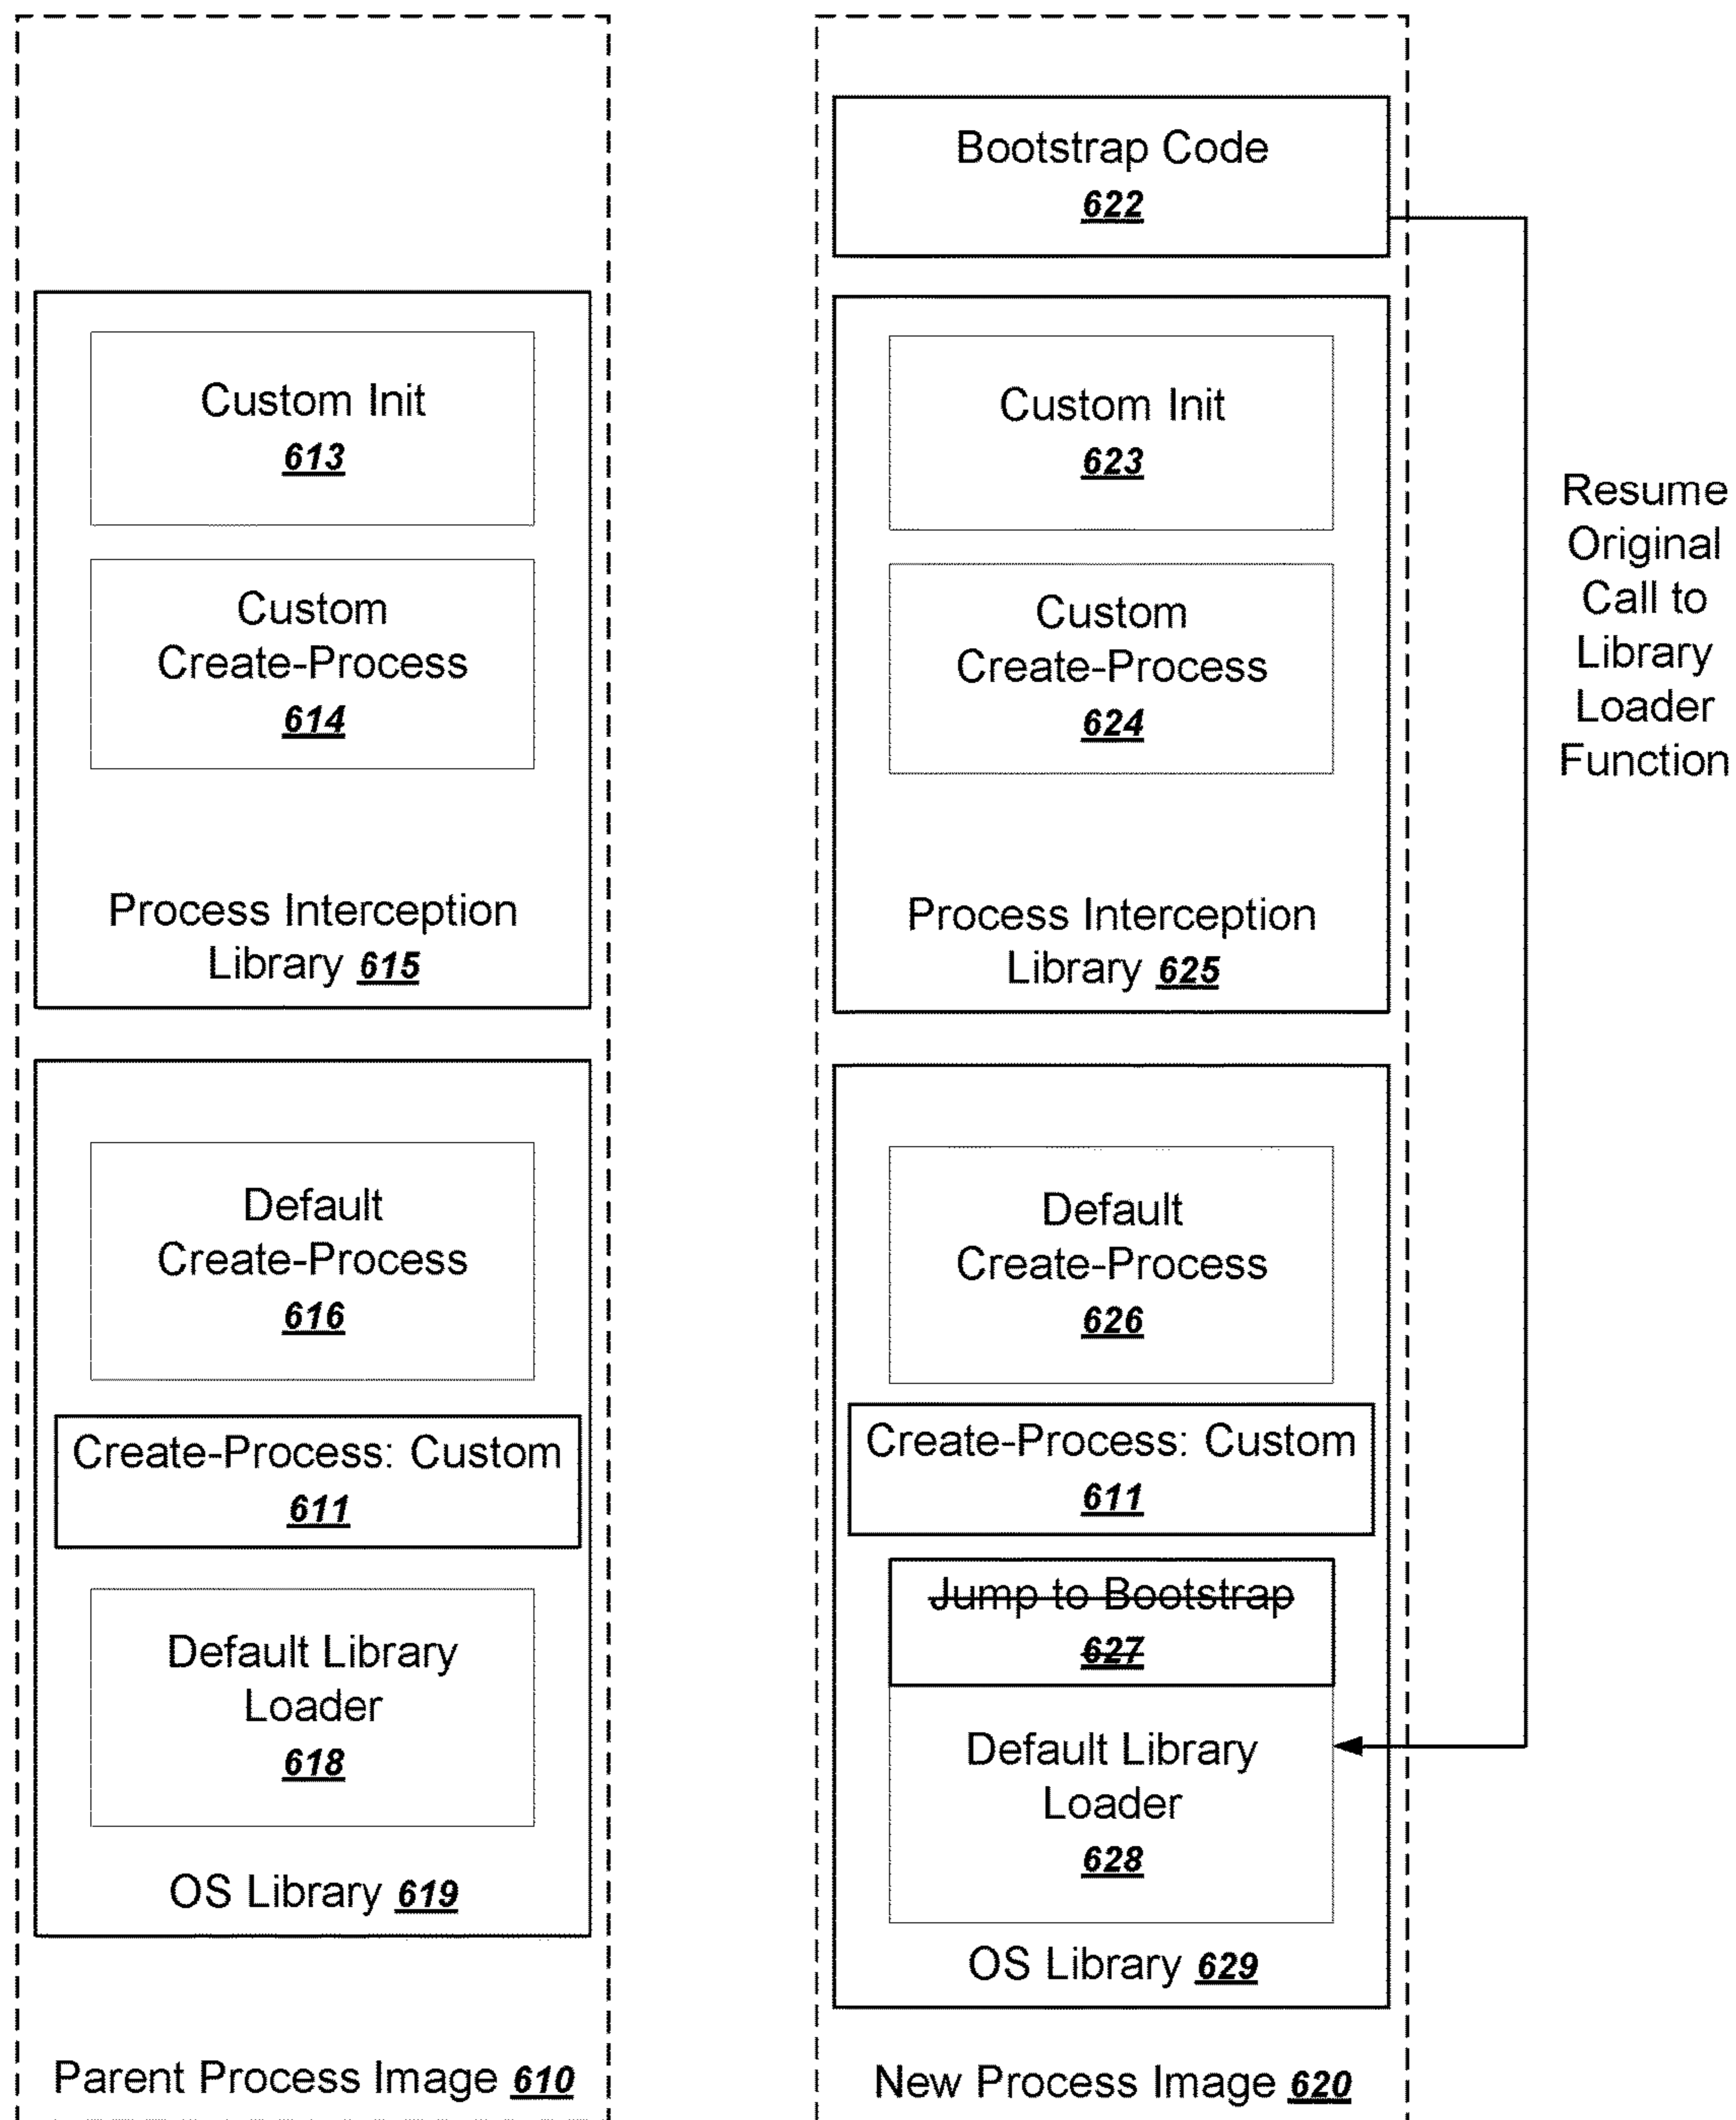 Custom Init
613
Custom
Create-Process
614
Process Interception
Library 615
Default
Create-Process
616
Create-Process: Custom
611
Default Library
Loader
618
OS Library 619
Parent Process Image 610
Bootstrap Code
622
Custom Init
623
Custom
Create-Process
624
Process Interception
Library 625
Default
Create-Process
626
Create-Process: Custom
611
Jump to Bootstrap
627
Default Library
Loader
628
OS Library 629
New Process Image 620
Resume
Original
Call to
Library
Loader
Function